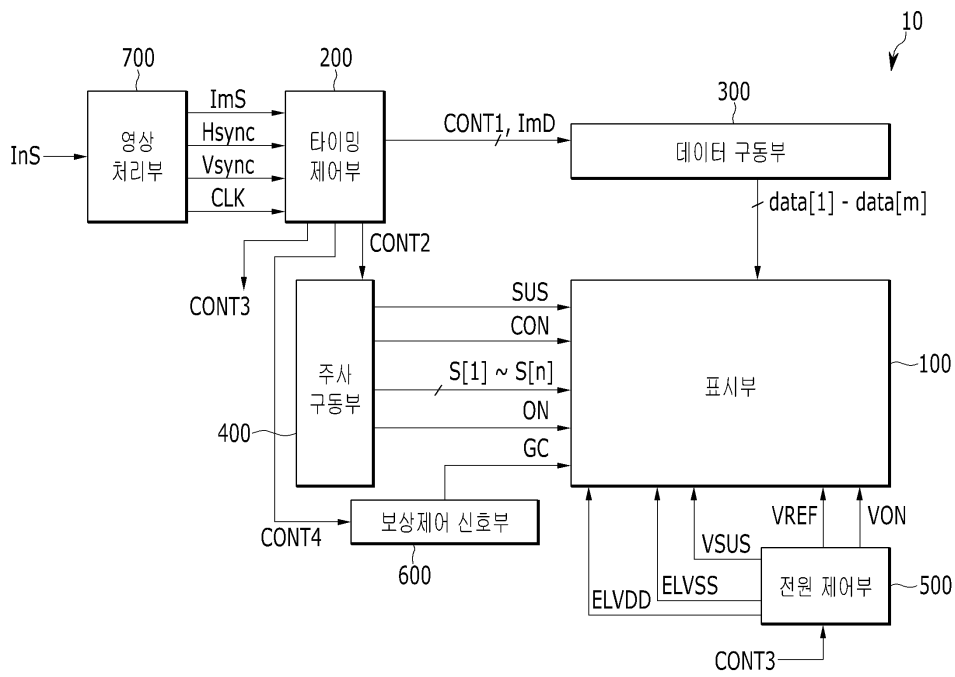 10
700
200
300
InS
영상
처리부
ImS
Hsync
Vsync
CLK
타이밍
제어부
CONT1, ImD
데이터 구동부
data[1] - data[m]
CONT2
CONT3
SUS
CON
S[1] ~ S[n]
ON
GC
주사
구동부
400
표시부
100
CONT4
보상제어 신호부
600
VREF
VON
VSUS
ELVSS
ELVDD
전원 제어부
500
CONT3